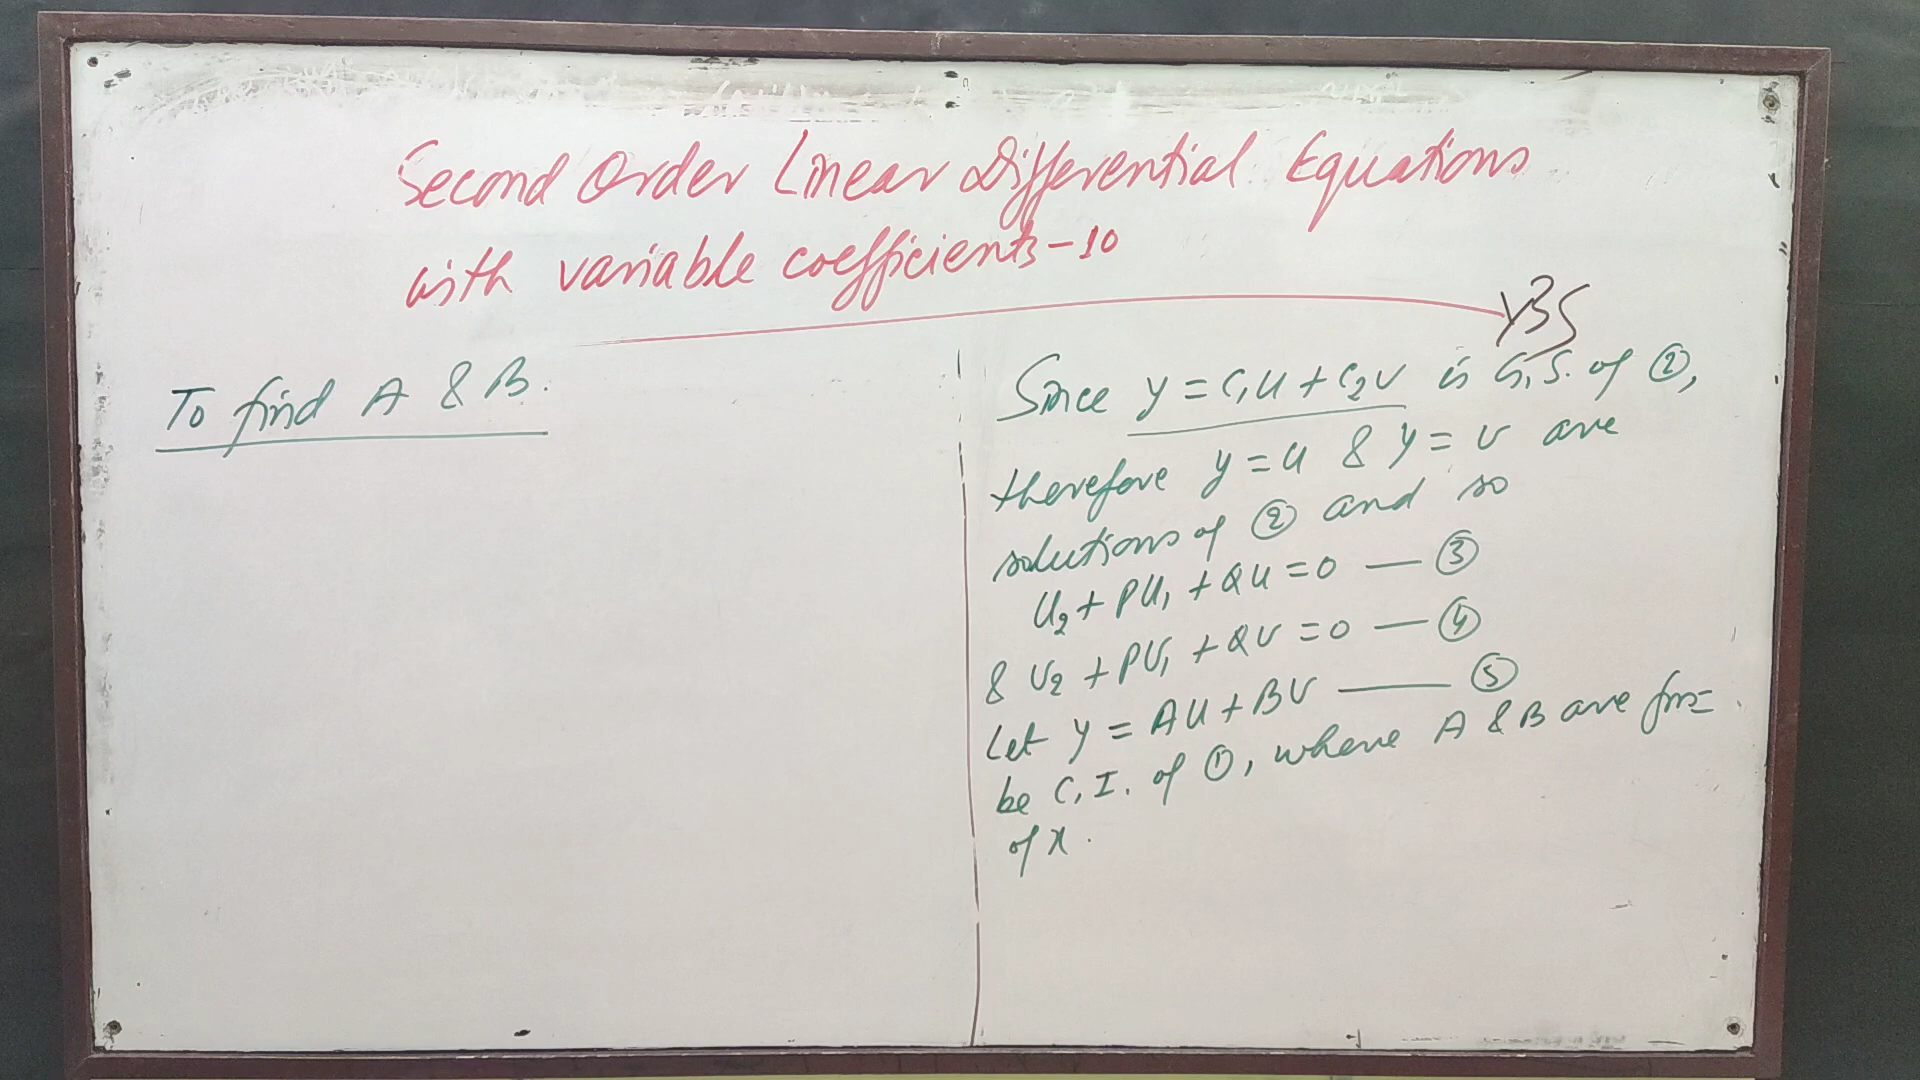 Second Order Linear Differential Equations
with variable coefficients-10
To find A & B.
Since y = C₁u + C₂v is G.S. of ②,
therefore y = u & y = v are
solutions of ② and so
u₂ + Pu₁ + Qu = 0 — ③
& v₂ + Pv₁ + Qv = 0 — ④
Let y = Au + Bv — ⑤
be C.I. of ①, where A & B are
of x.